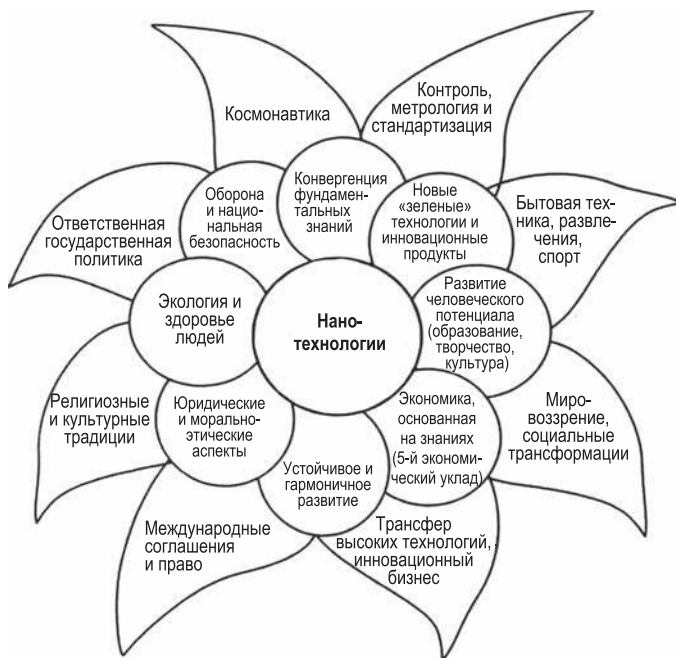 Космонавтика
Контроль,
метрология и
стандартизация
Оборона
и нацио-
нальная
безопасность
Конвергенция
фундамен-
тальных
знаний
Новые
«зеленые»
технологии и
инновационные
продукты
Бытовая тех-
ника, развле-
чения,
спорт
Ответственная
государственная
политика
Экология и
здоровье
людей
Нано-
технологии
Развитие
человеческого
потенциала
(образование,
творчество,
культура)
Религиозные
и культурные
традиции
Юридические
и морально-
этические
аспекты
Устойчивое и
гармоничное
развитие
Экономика,
основанная
на знаниях
(5-й экономи-
ческий уклад)
Миро-
воззрение,
социальные
трансформации
Международные
соглашения
и право
Трансфер
высоких технологий,
инновационный
бизнес